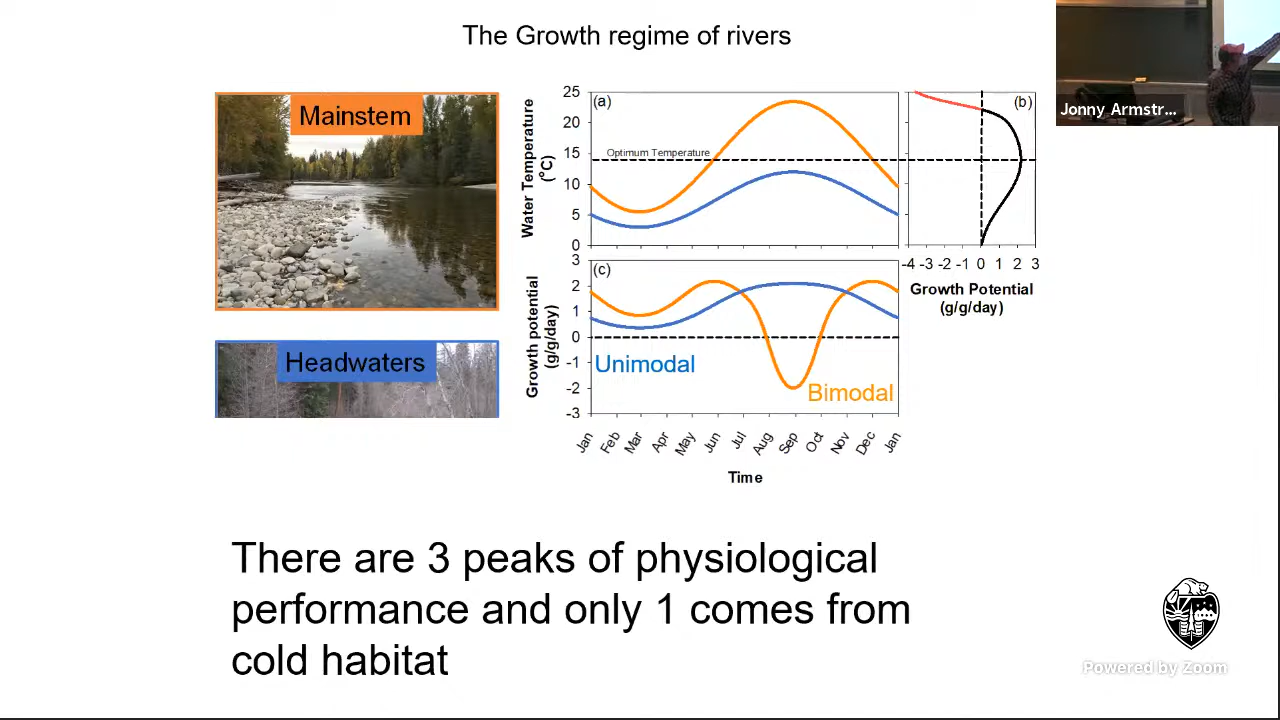 The Growth regime of rivers
Mainstem
Headwaters
(a)
Water Temperature
(°C)
25
20
15
10
5
0
Optimum Temperature
(b)
-4 -3 -2 -1 0 1 2 3
Growth Potential
(g/g/day)
(c)
Growth potential
(g/g/day)
3
2
1
0
-1
-2
-3
Unimodal
Bimodal
Jan Feb Mar Apr May Jun Jul Aug Sep Oct Nov Dec Jan
Time
There are 3 peaks of physiological
performance and only 1 comes from
cold habitat
Jonny Armstr...
Powered by Zoom